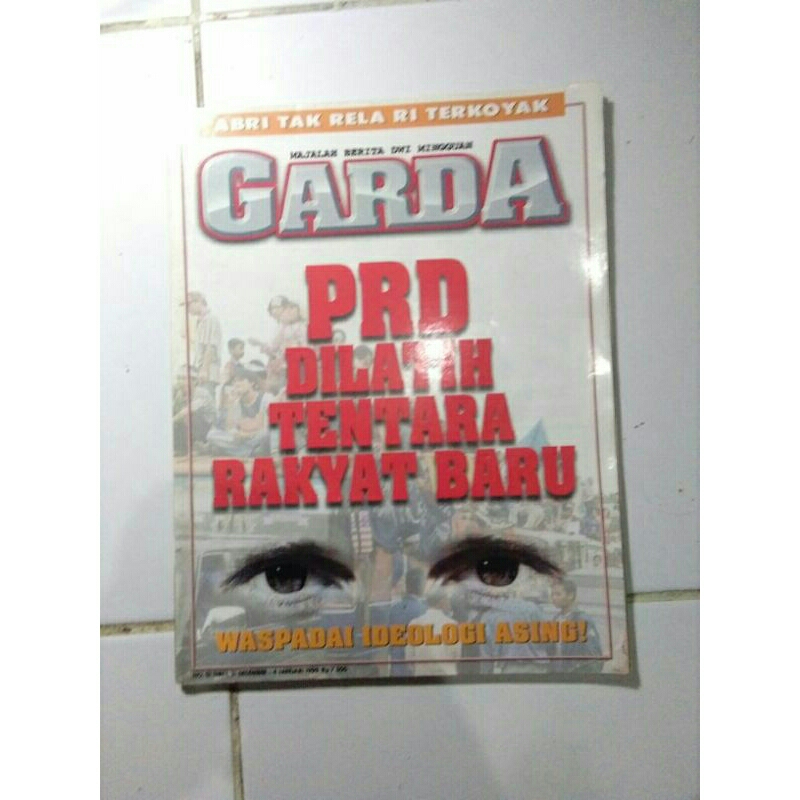 ABRI TAK RELA RI TERKOYAK
MAJALAH BERITA DWI MINGGUAN
GARDA
PRD
DILATIH
TENTARA
RAKYAT BARU
WASPADAI IDEOLOGI ASING!